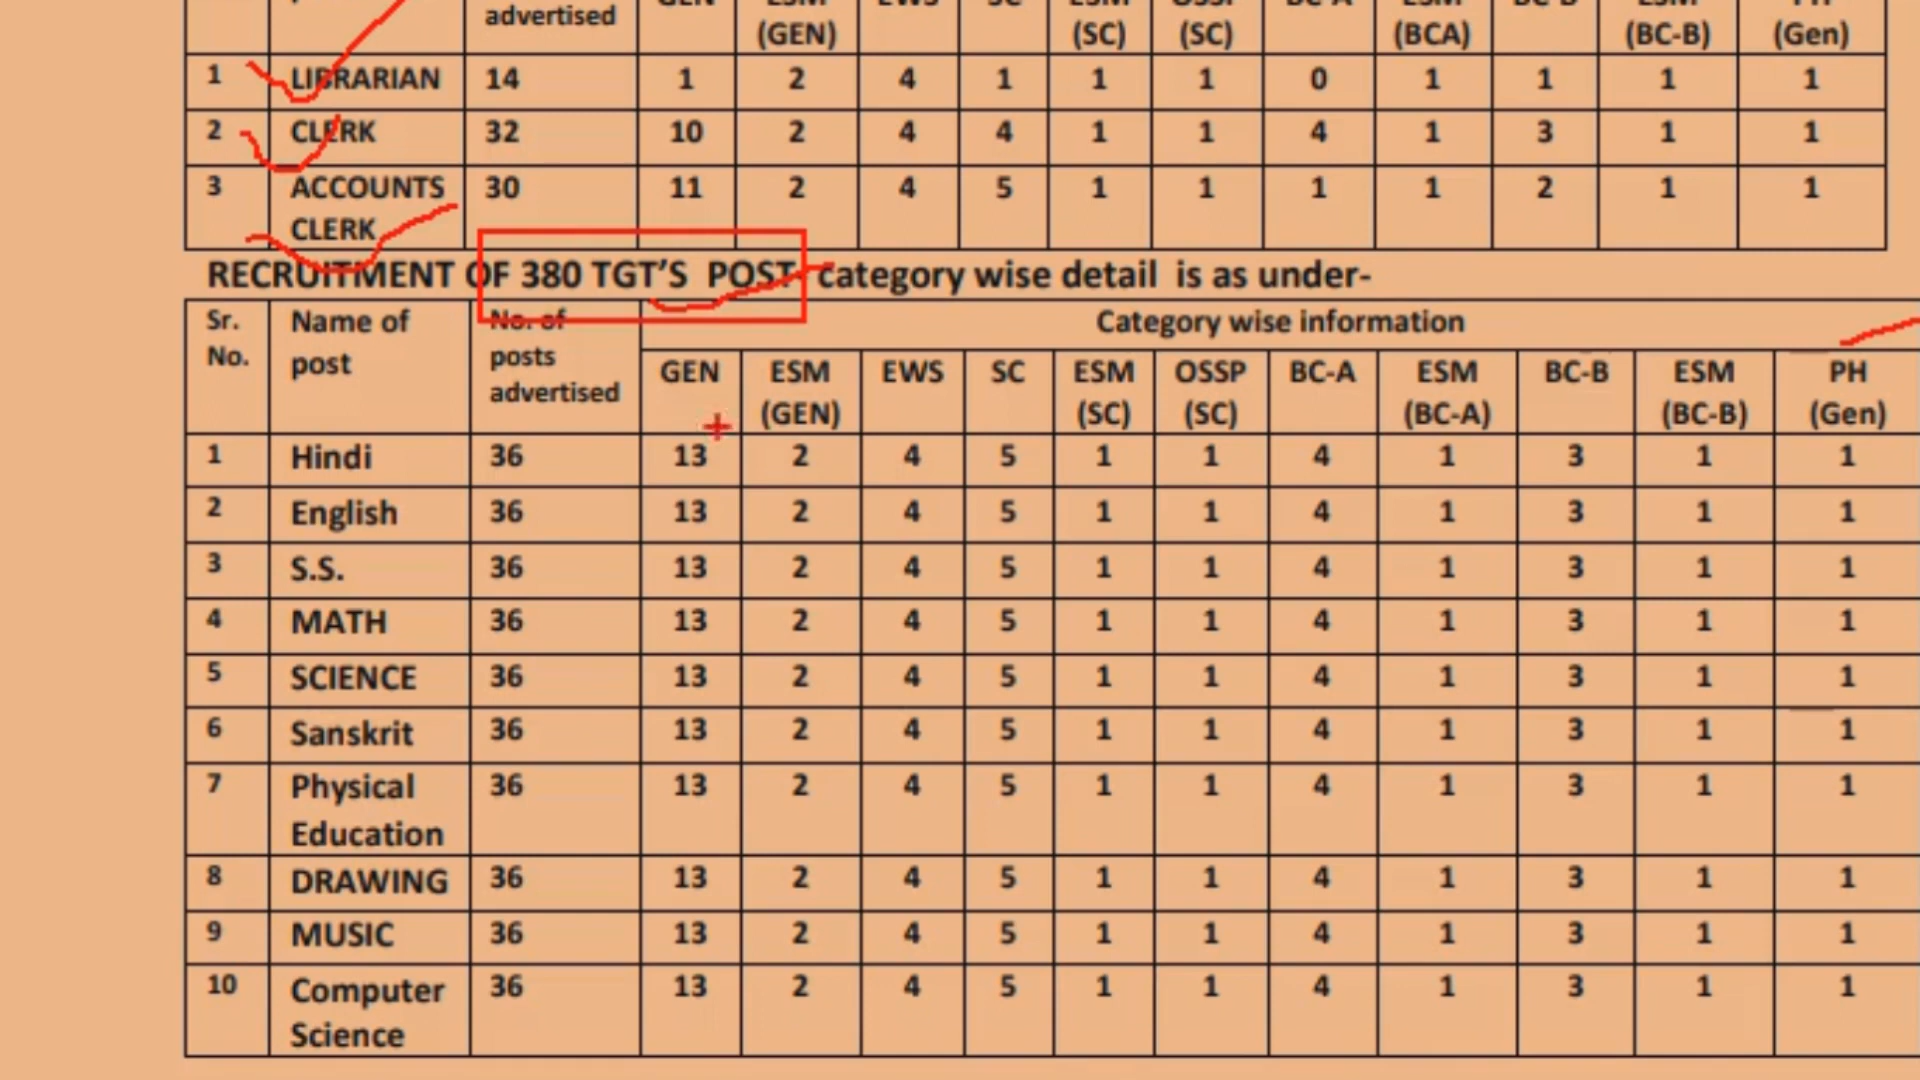 advertised GEN ESM (GEN) EWS SC ESM (SC) OSSP (SC) BC-A ESM (BCA) BC-B ESM (BC-B) PH (Gen)
1 LIBRARIAN 14 1 2 4 1 1 1 0 1 1 1 1
2 CLERK 32 10 2 4 4 1 1 4 1 3 1 1
3 ACCOUNTS CLERK 30 11 2 4 5 1 1 1 1 2 1 1
RECRUITMENT OF 380 TGT'S POST- category wise detail is as under-
Sr. No. Name of post No. of posts advertised Category wise information
GEN ESM (GEN) EWS SC ESM (SC) OSSP (SC) BC-A ESM (BC-A) BC-B ESM (BC-B) PH (Gen)
1 Hindi 36 13 2 4 5 1 1 4 1 3 1 1
2 English 36 13 2 4 5 1 1 4 1 3 1 1
3 S.S. 36 13 2 4 5 1 1 4 1 3 1 1
4 MATH 36 13 2 4 5 1 1 4 1 3 1 1
5 SCIENCE 36 13 2 4 5 1 1 4 1 3 1 1
6 Sanskrit 36 13 2 4 5 1 1 4 1 3 1 1
7 Physical Education 36 13 2 4 5 1 1 4 1 3 1 1
8 DRAWING 36 13 2 4 5 1 1 4 1 3 1 1
9 MUSIC 36 13 2 4 5 1 1 4 1 3 1 1
10 Computer Science 36 13 2 4 5 1 1 4 1 3 1 1